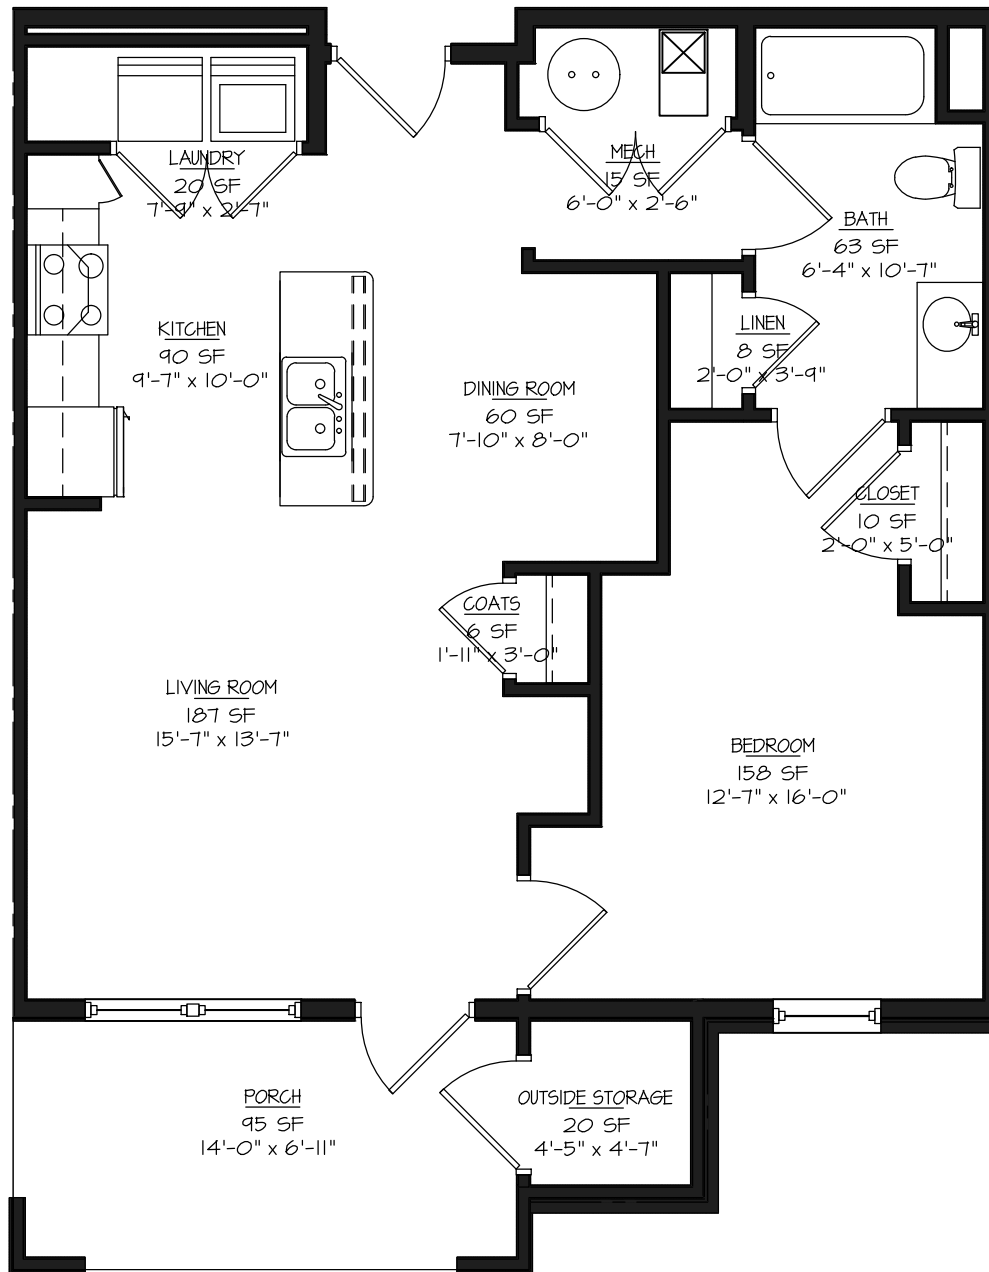 LAUNDRY
20 SF
7'-9" x 2'-7"
MECH
15 SF
6'-0" x 2'-6"
BATH
63 SF
6'-4" x 10'-7"
KITCHEN
90 SF
9'-7" x 10'-0"
LINEN
8 SF
2'-0" x 3'-9"
DINING ROOM
60 SF
7'-10" x 8'-0"
CLOSET
10 SF
2'-0" x 5'-0"
COATS
6 SF
1'-11" x 3'-0"
LIVING ROOM
187 SF
15'-7" x 13'-7"
BEDROOM
158 SF
12'-7" x 16'-0"
PORCH
95 SF
14'-0" x 6'-11"
OUTSIDE STORAGE
20 SF
4'-5" x 4'-7"